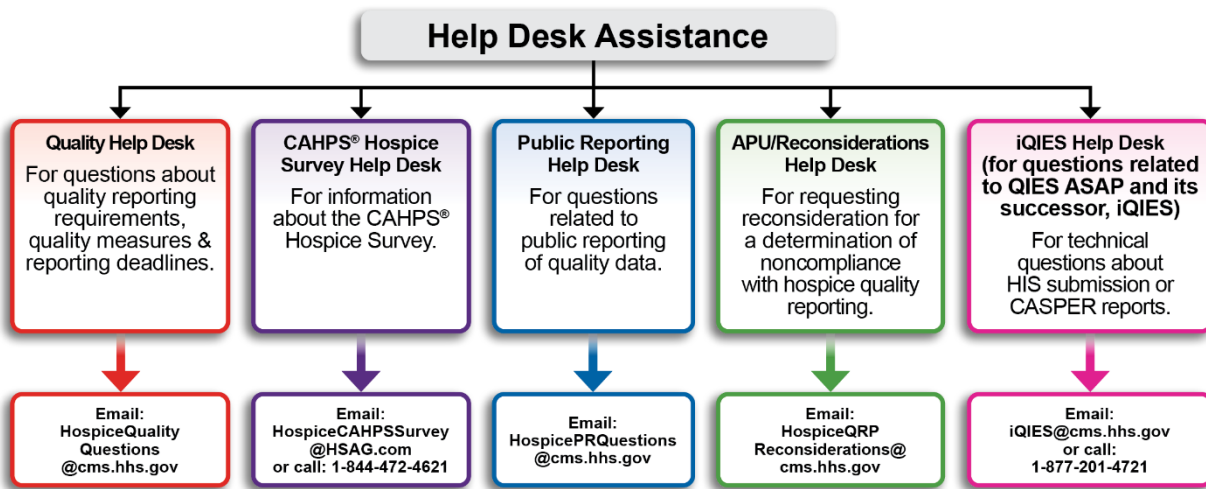 Help Desk Assistance
Quality Help Desk
For questions about
quality reporting
requirements,
quality measures &
reporting deadlines.
Email:
HospiceQuality
Questions
@cms.hhs.gov
CAHPS® Hospice
Survey Help Desk
For information
about the CAHPS®
Hospice Survey.
Email:
HospiceCAHPSSurvey
@HSAG.com
or call: 1-844-472-4621
Public Reporting
Help Desk
For questions
related to
public reporting
of quality data.
Email:
HospicePRQuestions
@cms.hhs.gov
APU/Reconsiderations
Help Desk
For requesting
reconsideration for
a determination of
noncompliance
with hospice quality
reporting.
Email:
HospiceQRP
Reconsiderations@
cms.hhs.gov
iQIES Help Desk
(for questions related
to QIES ASAP and its
successor, iQIES)
For technical
questions about
HIS submission or
CASPER reports.
Email:
iQIES@cms.hhs.gov
or call:
1-877-201-4721